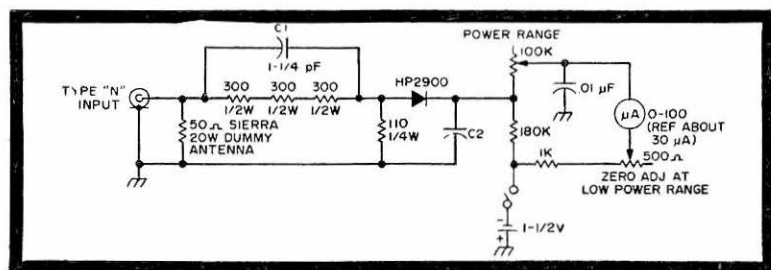 C1
1-1/4 pF
TYPE "N"
INPUT
300
1/2W
300
1/2W
300
1/2W
HP2900
POWER RANGE
100K
.01 µF
µA
0-100
(REF ABOUT
30 µA)
50Ω SIERRA
20W DUMMY
ANTENNA
110
1/4W
C2
180K
1K
500Ω
ZERO ADJ AT
LOW POWER RANGE
-
+
1-1/2V